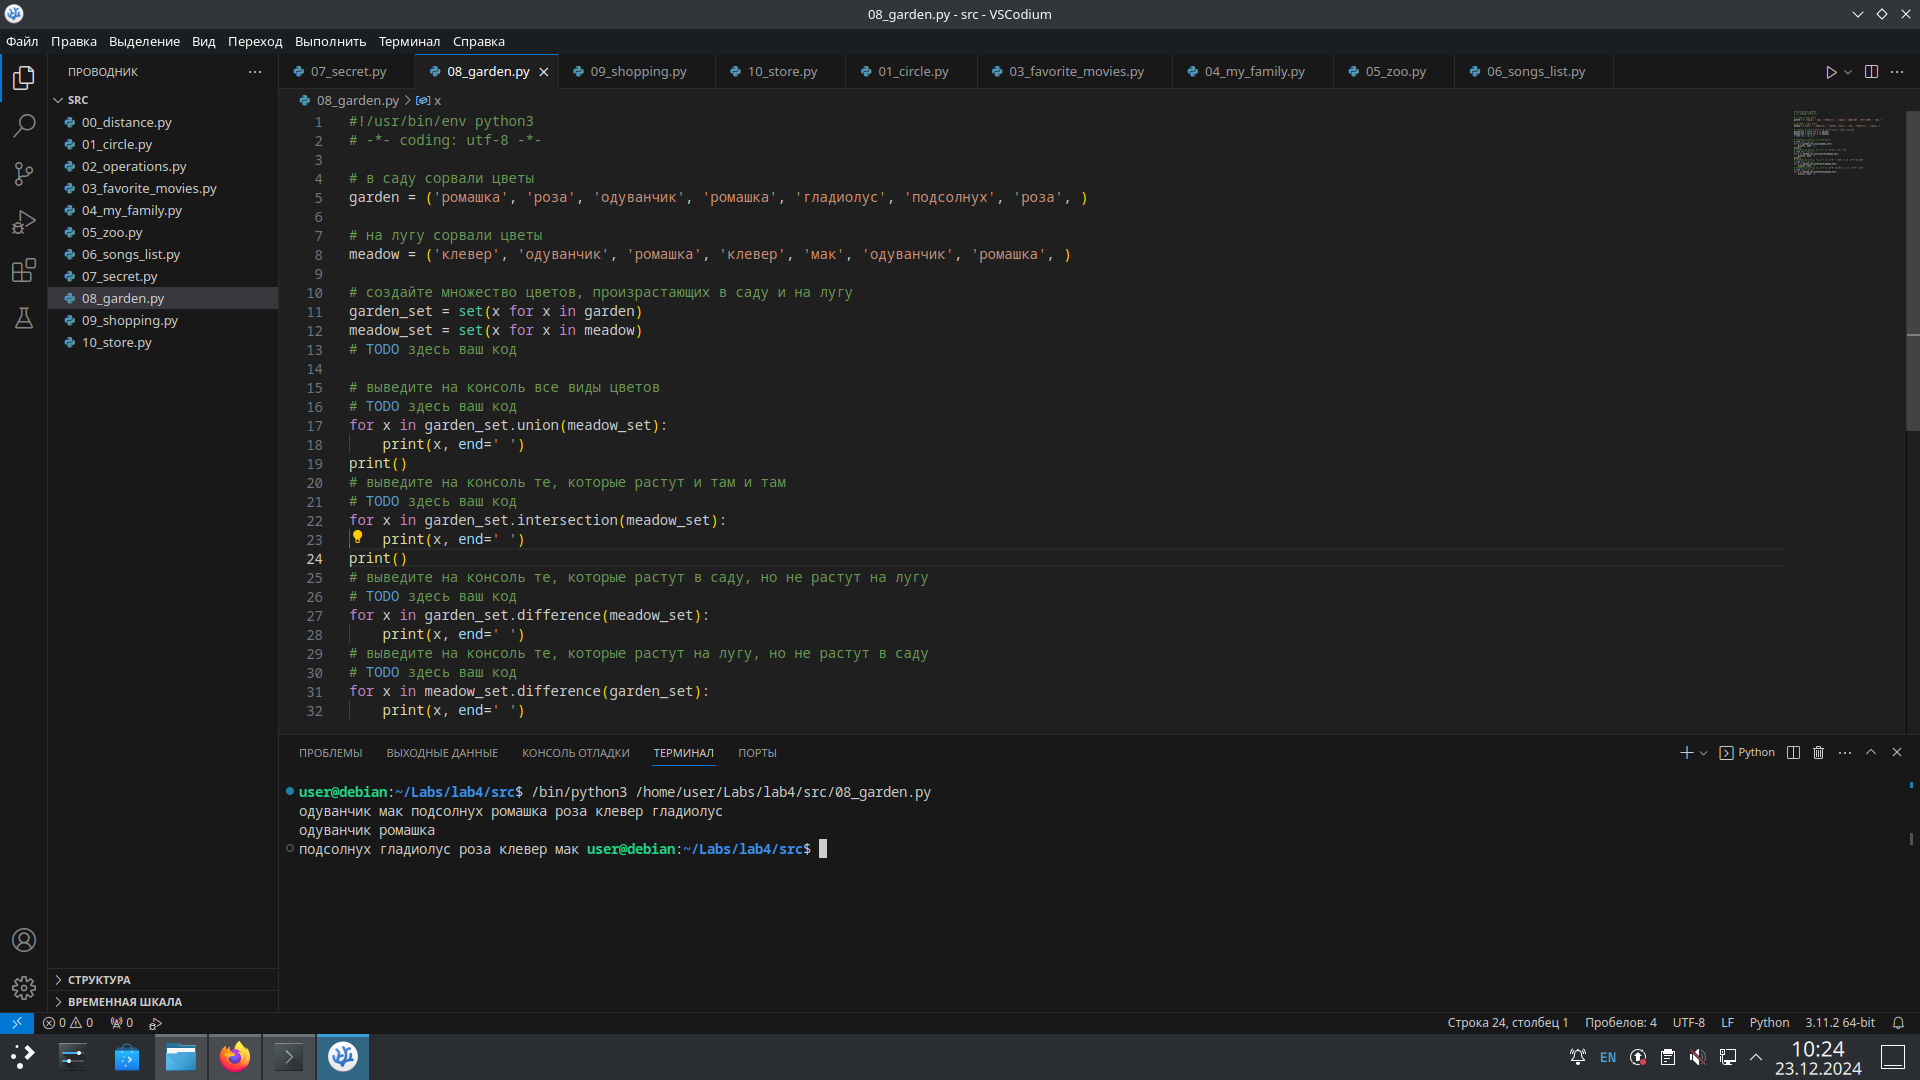 08_garden.py - src - VSCodium
Файл Правка Выделение Вид Переход Выполнить Терминал Справка
ПРОВОДНИК
07_secret.py 08_garden.py 09_shopping.py 10_store.py 01_circle.py 03_favorite_movies.py 04_my_family.py 05_zoo.py 06_songs_list.py
SRC
00_distance.py
01_circle.py
02_operations.py
03_favorite_movies.py
04_my_family.py
05_zoo.py
06_songs_list.py
07_secret.py
08_garden.py
09_shopping.py
10_store.py
СТРУКТУРА
ВРЕМЕННАЯ ШКАЛА
08_garden.py > x
1 #!/usr/bin/env python3
2 # -*- coding: utf-8 -*-
3
4 # в саду сорвали цветы
5 garden = ('ромашка', 'роза', 'одуванчик', 'ромашка', 'гладиолус', 'подсолнух', 'роза', )
6
7 # на лугу сорвали цветы
8 meadow = ('клевер', 'одуванчик', 'ромашка', 'клевер', 'мак', 'одуванчик', 'ромашка', )
9
10 # создайте множество цветов, произрастающих в саду и на лугу
11 garden_set = set(x for x in garden)
12 meadow_set = set(x for x in meadow)
13 # TODO здесь ваш код
14
15 # выведите на консоль все виды цветов
16 # TODO здесь ваш код
17 for x in garden_set.union(meadow_set):
18     print(x, end=' ')
19 print()
20 # выведите на консоль те, которые растут и там и там
21 # TODO здесь ваш код
22 for x in garden_set.intersection(meadow_set):
23     print(x, end=' ')
24 print()
25 # выведите на консоль те, которые растут в саду, но не растут на лугу
26 # TODO здесь ваш код
27 for x in garden_set.difference(meadow_set):
28     print(x, end=' ')
29 # выведите на консоль те, которые растут на лугу, но не растут в саду
30 # TODO здесь ваш код
31 for x in meadow_set.difference(garden_set):
32     print(x, end=' ')
ПРОБЛЕМЫ ВЫХОДНЫЕ ДАННЫЕ КОНСОЛЬ ОТЛАДКИ ТЕРМИНАЛ ПОРТЫ
Python
user@debian:~/Labs/lab4/src$ /bin/python3 /home/user/Labs/lab4/src/08_garden.py
одуванчик мак подсолнух ромашка роза клевер гладиолус
одуванчик ромашка
подсолнух гладиолус роза клевер мак user@debian:~/Labs/lab4/src$
0 0 0
Строка 24, столбец 1 Пробелов: 4 UTF-8 LF Python 3.11.2 64-bit
EN
10:24
23.12.2024